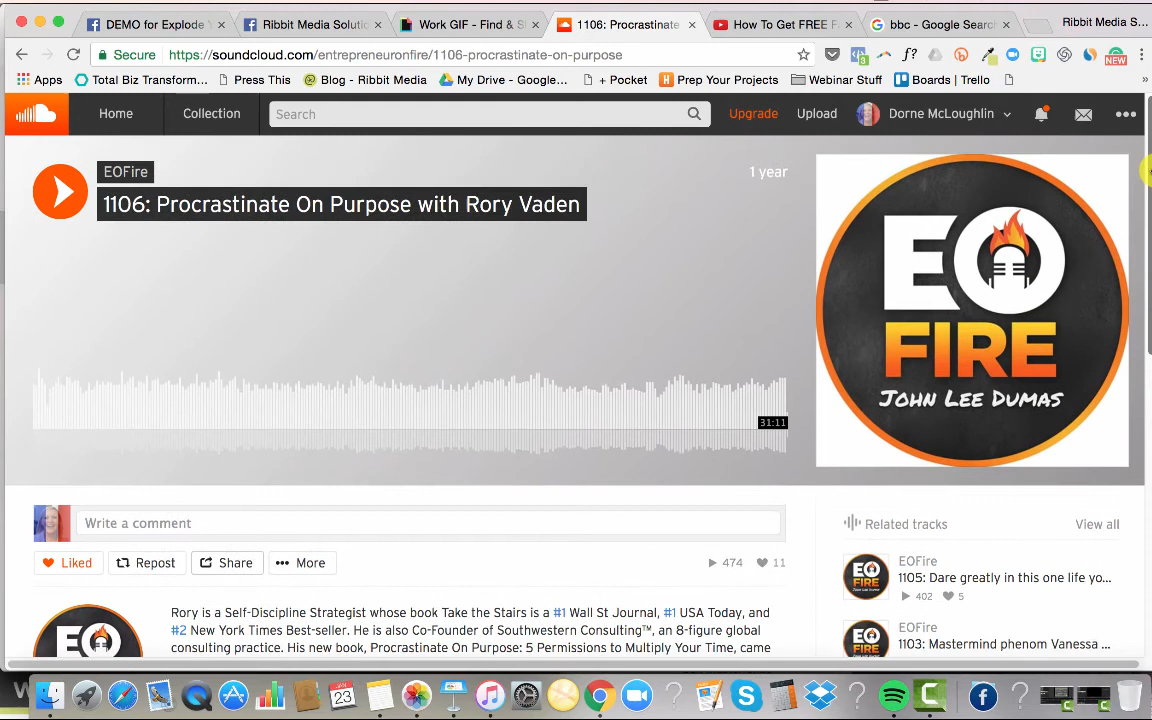 DEMO for Explode
Ribbit Media Soluti
Work GIF - Find & S
1106: Procrastinate
How To Get FREE F
bbc - Google Searc
Ribbit Media S...
Secure
https://soundcloud.com/entrepreneuronfire/1106-procrastinate-on-purpose
f?
3
NEW
Apps
Total Biz Transform...
Press This
Blog - Ribbit Media
My Drive - Google...
+ Pocket
Prep Your Projects
Webinar Stuff
Boards | Trello
»
Home
Collection
Search
Upgrade
Upload
Dorne McLoughlin
EOFire
1 year
1106: Procrastinate On Purpose with Rory Vaden
EO
FIRE
JOHN LEE DUMAS
31:11
Write a comment
Related tracks
View all
Liked
Repost
Share
More
474
11
EOFire
1105: Dare greatly in this one life yo...
402
5
Rory is a Self-Discipline Strategist whose book Take the Stairs is a #1 Wall St Journal, #1 USA Today, and
#2 New York Times Best-seller. He is also Co-Founder of Southwestern Consulting™, an 8-figure global
consulting practice. His new book, Procrastinate On Purpose: 5 Permissions to Multiply Your Time, came
EOFire
1103: Mastermind phenom Vanessa ...
JAN
23